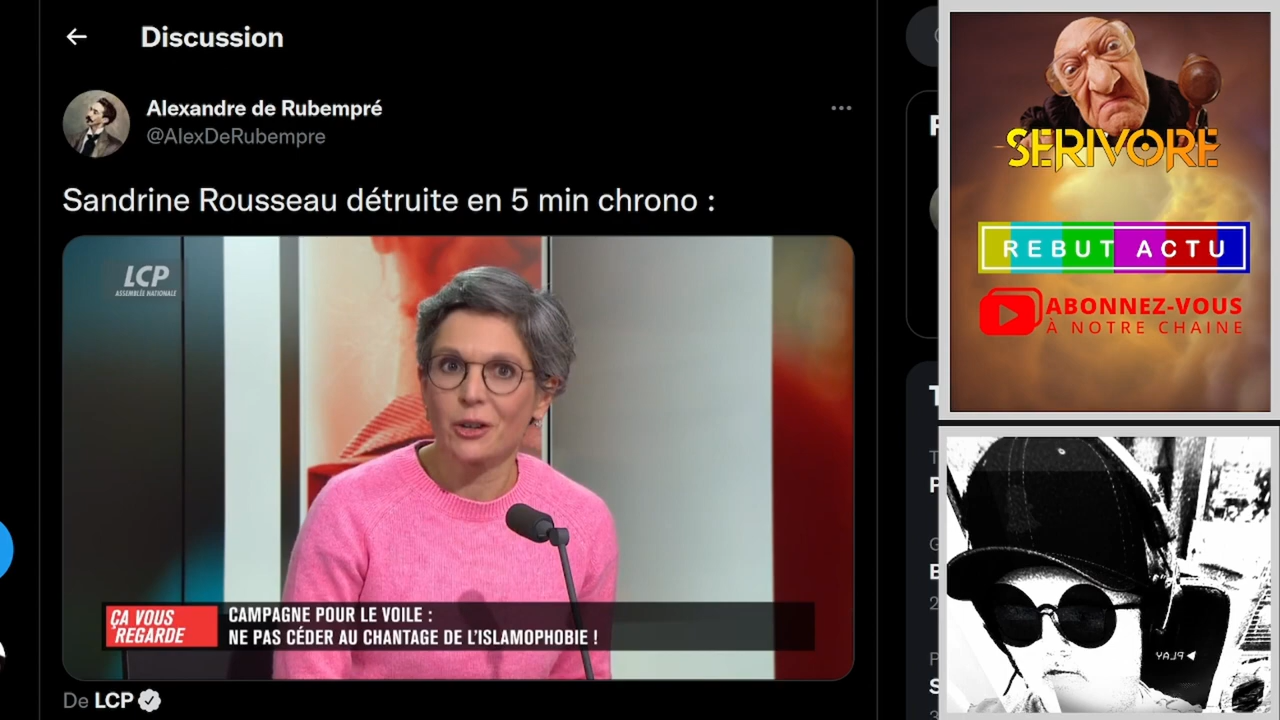 Discussion
Alexandre de Rubempré
@AlexDeRubempre
Sandrine Rousseau détruite en 5 min chrono :
LCP
ASSEMBLÉE NATIONALE
ÇA VOUS
REGARDE
CAMPAGNE POUR LE VOILE :
NE PAS CÉDER AU CHANTAGE DE L'ISLAMOPHOBIE !
De LCP
SERIVORE
REBUT ACTU
ABONNEZ-VOUS
À NOTRE CHAINE
PLAY